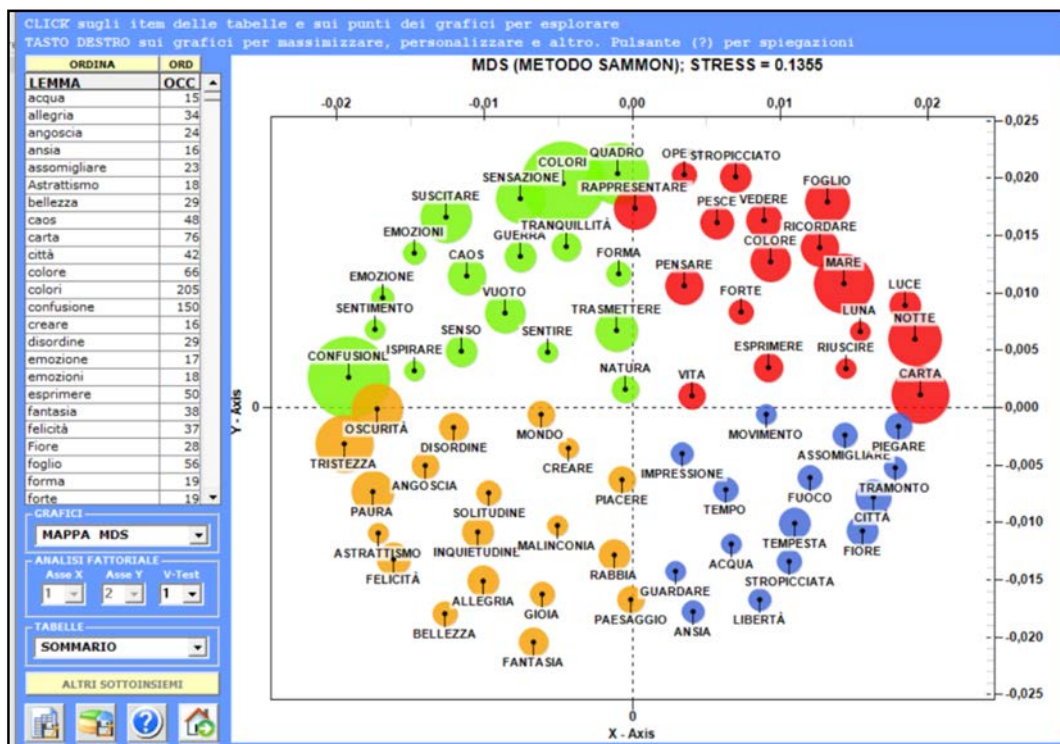 CLICK sugli item delle tabelle e sui punti dei grafici per esplorare
TASTO DESTRO sui grafici per massimizzare, personalizzare e altro. Pulsante (?) per spiegazioni
ORDINA ORD
LEMMA OCC
acqua 15
allegria 34
angoscia 24
ansia 16
assomigliare 23
Astrattismo 18
bellezza 29
caos 48
carta 76
città 42
colore 66
colori 205
confusione 150
creare 16
disordine 29
emozione 17
emozioni 18
esprimere 50
fantasia 38
felicità 37
Fiore 28
foglio 56
forma 19
forte 19
GRAFICI
MAPPA MDS
ANALISI FATTORIALE
Asse X Asse Y V-Test
1 2 1
TABELLE
SOMMARIO
ALTRI SOTTOINSIEMI
MDS (METODO SAMMON); STRESS = 0.1355
-0,02 -0,01 0,00 0,01 0,02
0,025
0,020
0,015
0,010
0,005
0,000
-0,005
-0,010
-0,015
-0,020
-0,025
QUADRO OPE STROPICCIATO
COLORI
SENSAZIONE RAPPRESENTARE FOGLIO
SUSCITARE PESCE VEDERE
EMOZIONI GUERRA TRANQUILLITÀ RICORDARE
CAOS FORMA PENSARE COLORE
MARE
EMOZIONE VUOTO TRASMETTERE FORTE LUCE
SENTIMENTO SENSO SENTIRE LUNA NOTTE
CONFUSIONE ISPIRARE ESPRIMERE RIUSCIRE
NATURA VITA CARTA
0
Y - Axis
OSCURITÀ MONDO MOVIMENTO PIEGARE
TRISTEZZA DISORDINE CREARE ASSOMIGLIARE
ANGOSCIA PIACERE IMPRESSIONE TRAMONTO
PAURA SOLITUDINE TEMPO FUOCO CITTÀ
ASTRATTISMO INQUIETUDINE MALINCONIA TEMPESTA FIORE
FELICITÀ RABBIA ACQUA STROPICCIATA
ALLEGRIA GIOIA PAESAGGIO GUARDARE LIBERTÀ
BELLEZZA ANSIA
FANTASIA
0
X - Axis